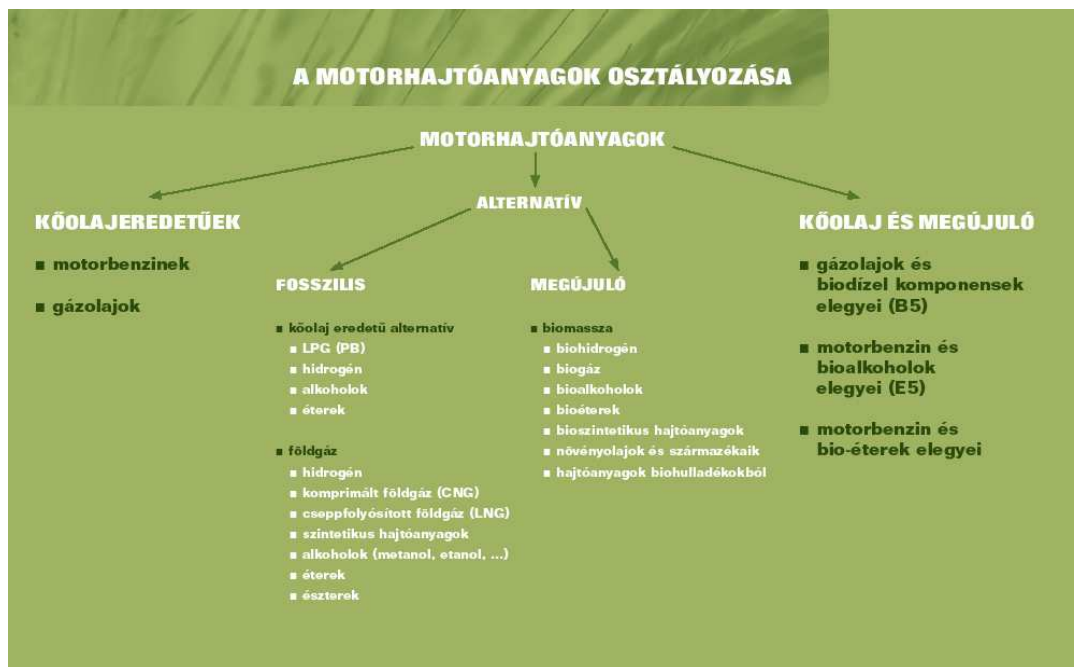 A MOTORHAJTÓANYAGOK OSZTÁLYOZÁSA
MOTORHAJTÓANYAGOK
KŐOLAJEREDETŰEK
■ motorbenzinek
■ gázolajok
ALTERNATÍV
FOSSZILIS
■ kőolaj eredetű alternatív
■ LPG (PB)
■ hidrogén
■ alkoholok
■ éterek
■ földgáz
■ hidrogén
■ komprimált földgáz (CNG)
■ cseppfolyósított földgáz (LNG)
■ szintetikus hajtóanyagok
■ alkoholok (metanol, etanol, ...)
■ éterek
■ észterek
MEGÚJULÓ
■ biomassza
■ biohidrogén
■ biogáz
■ bioalkoholok
■ bioéterek
■ bioszintetikus hajtóanyagok
■ növényolajok és származékaik
■ hajtóanyagok biohulladékokból
KŐOLAJ ÉS MEGÚJULÓ
■ gázolajok és
biodízel komponensek
elegyei (B5)
■ motorbenzin és
bioalkoholok
elegyei (E5)
■ motorbenzin és
bio-éterek elegyei